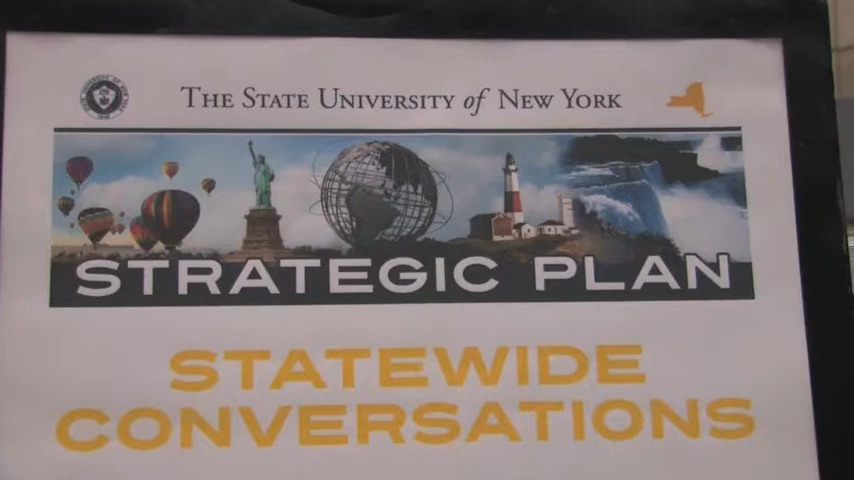 THE STATE UNIVERSITY of NEW YORK
STRATEGIC PLAN
STATEWIDE
CONVERSATIONS